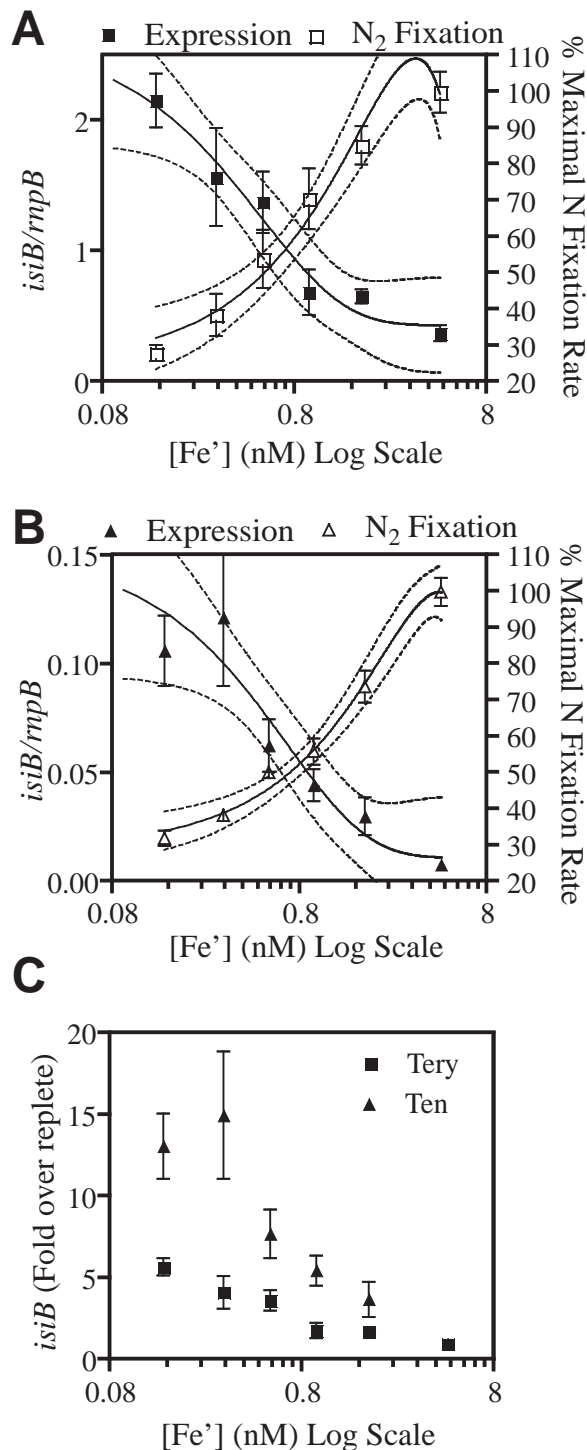 A
■ Expression □ N2 Fixation
2
1
0
isiB/rnpB
110
100
90
80
70
60
50
40
30
20
% Maximal N Fixation Rate
0.08 0.8 8
[Fe'] (nM) Log Scale
B
▲ Expression △ N2 Fixation
0.15
0.10
0.05
0.00
isiB/rnpB
110
100
90
80
70
60
50
40
30
20
% Maximal N Fixation Rate
0.08 0.8 8
[Fe'] (nM) Log Scale
C
20
15
10
5
0
isiB (Fold over replete)
■ Tery
▲ Ten
0.08 0.8 8
[Fe'] (nM) Log Scale